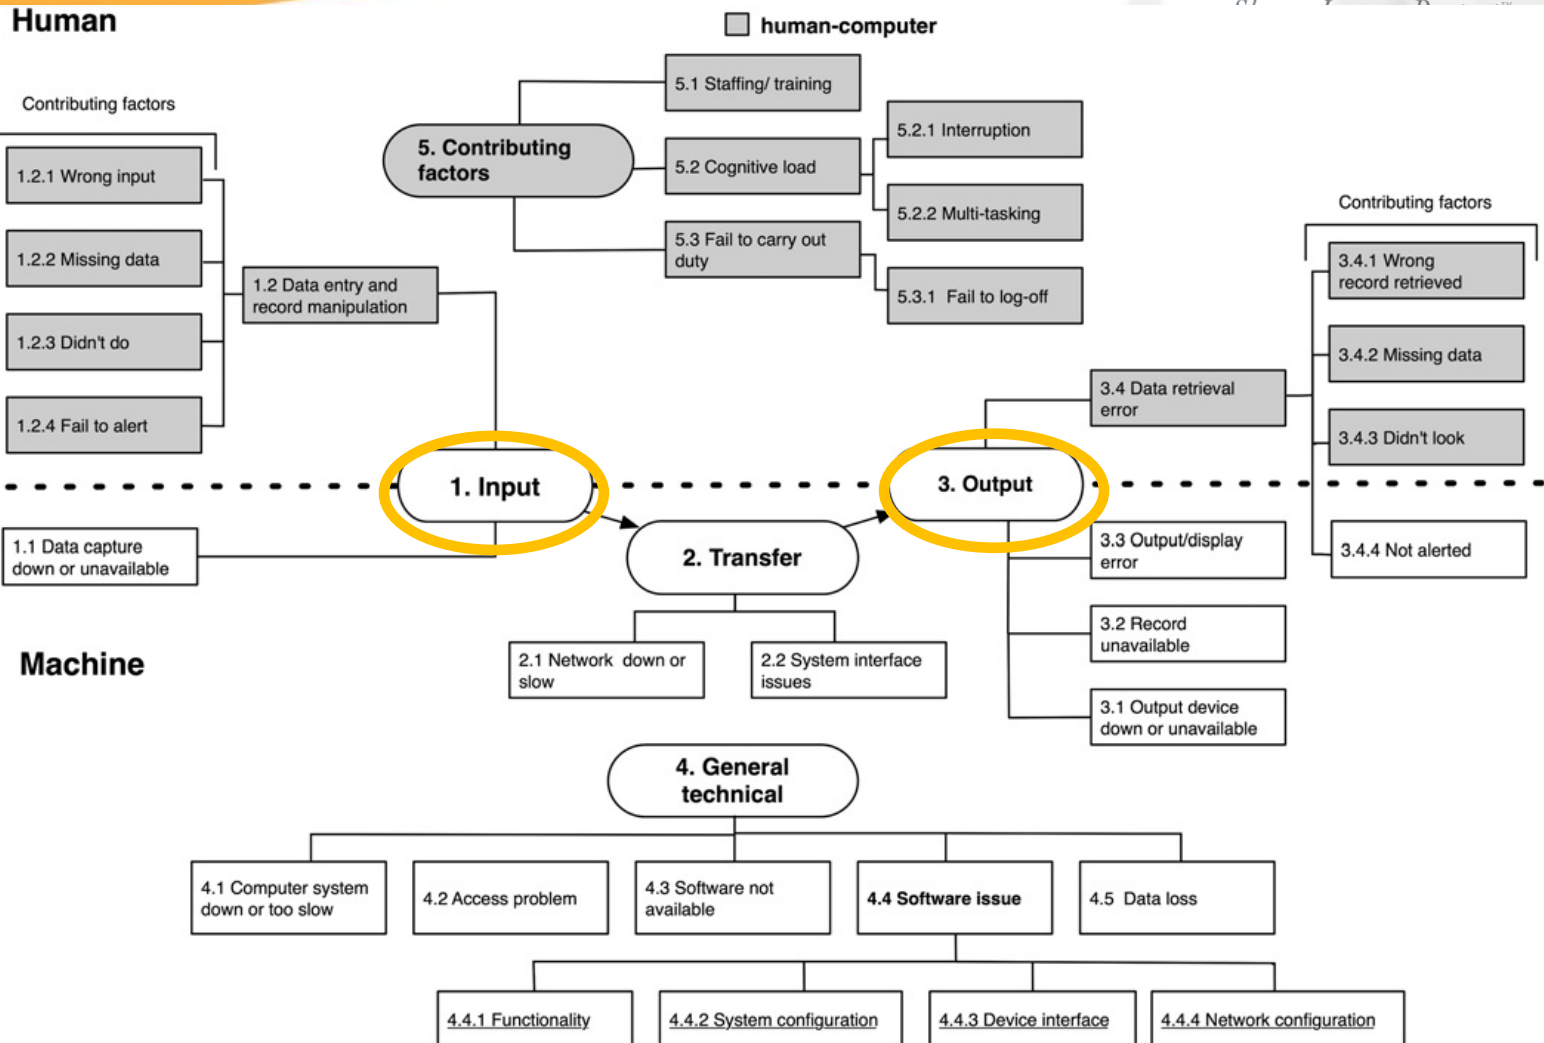 Human
human-computer
Contributing factors
1.2.1 Wrong input
1.2.2 Missing data
1.2.3 Didn't do
1.2.4 Fail to alert
1.2 Data entry and
record manipulation
5. Contributing
factors
5.1 Staffing/ training
5.2 Cognitive load
5.3 Fail to carry out
duty
5.2.1 Interruption
5.2.2 Multi-tasking
5.3.1 Fail to log-off
Contributing factors
3.4.1 Wrong
record retrieved
3.4.2 Missing data
3.4.3 Didn't look
3.4.4 Not alerted
3.4 Data retrieval
error
1. Input
3. Output
2. Transfer
1.1 Data capture
down or unavailable
3.3 Output/display
error
3.2 Record
unavailable
3.1 Output device
down or unavailable
2.1 Network down or
slow
2.2 System interface
issues
Machine
4. General
technical
4.1 Computer system
down or too slow
4.2 Access problem
4.3 Software not
available
4.4 Software issue
4.5 Data loss
4.4.1 Functionality
4.4.2 System configuration
4.4.3 Device interface
4.4.4 Network configuration